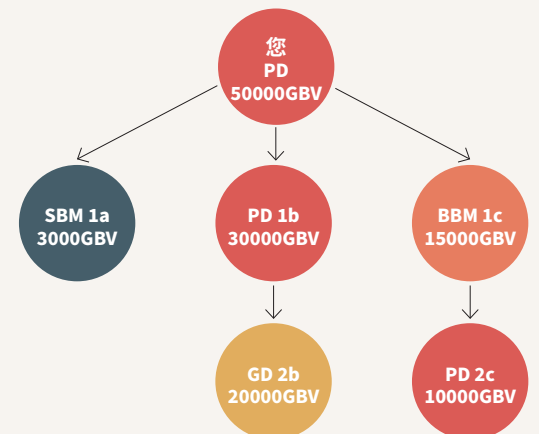 您
PD
50000GBV
SBM 1a
3000GBV
PD 1b
30000GBV
BBM 1c
15000GBV
GD 2b
20000GBV
PD 2c
10000GBV